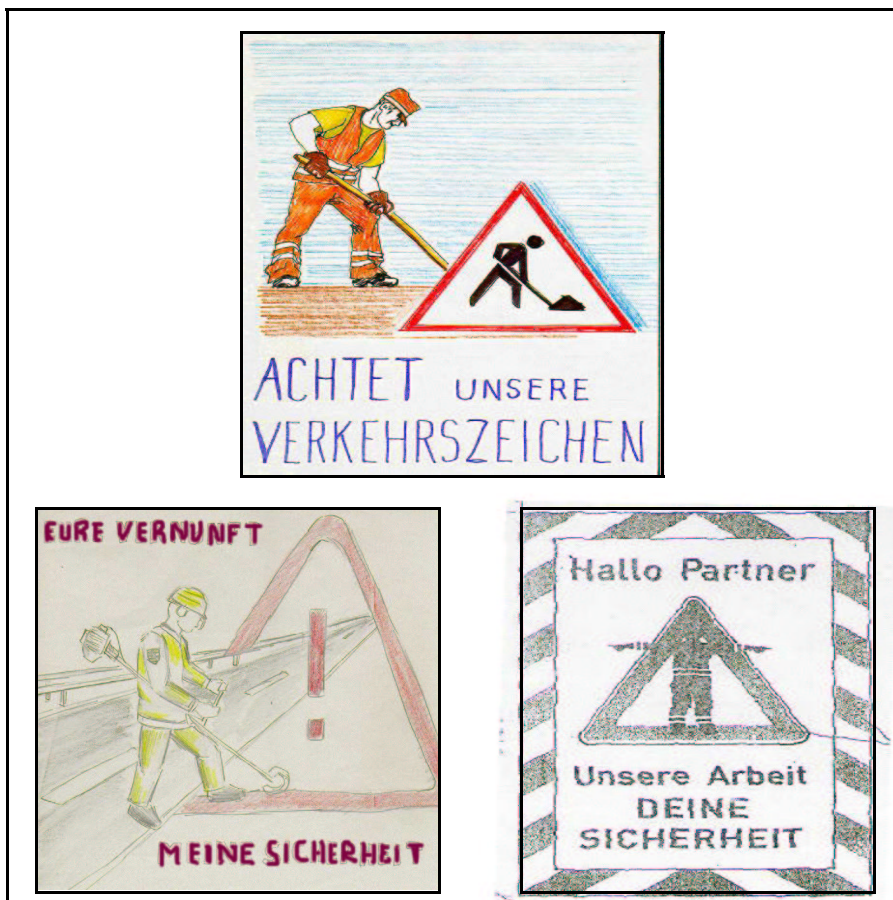 ACHTET UNSERE
VERKEHRSZEICHEN
EURE VERNUNFT
MEINE SICHERHEIT
Hallo Partner
Unsere Arbeit
DEINE
SICHERHEIT